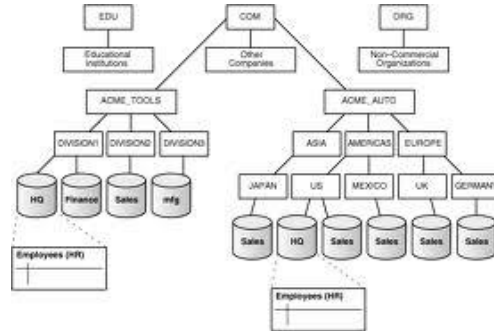 EDU
COM
ORG
Educational
Institutions
Other
Companies
Non-Commercial
Organizations
ACME_TOOLS
ACME_AUTO
DIVISION1
DIVISION2
DIVISION3
ASIA
AMERICAS
EUROPE
JAPAN
US
MEXICO
UK
GERMANY
HQ
Finance
Sales
mfg
Sales
HQ
Sales
Sales
Sales
Sales
Employees (HR)
Employees (HR)